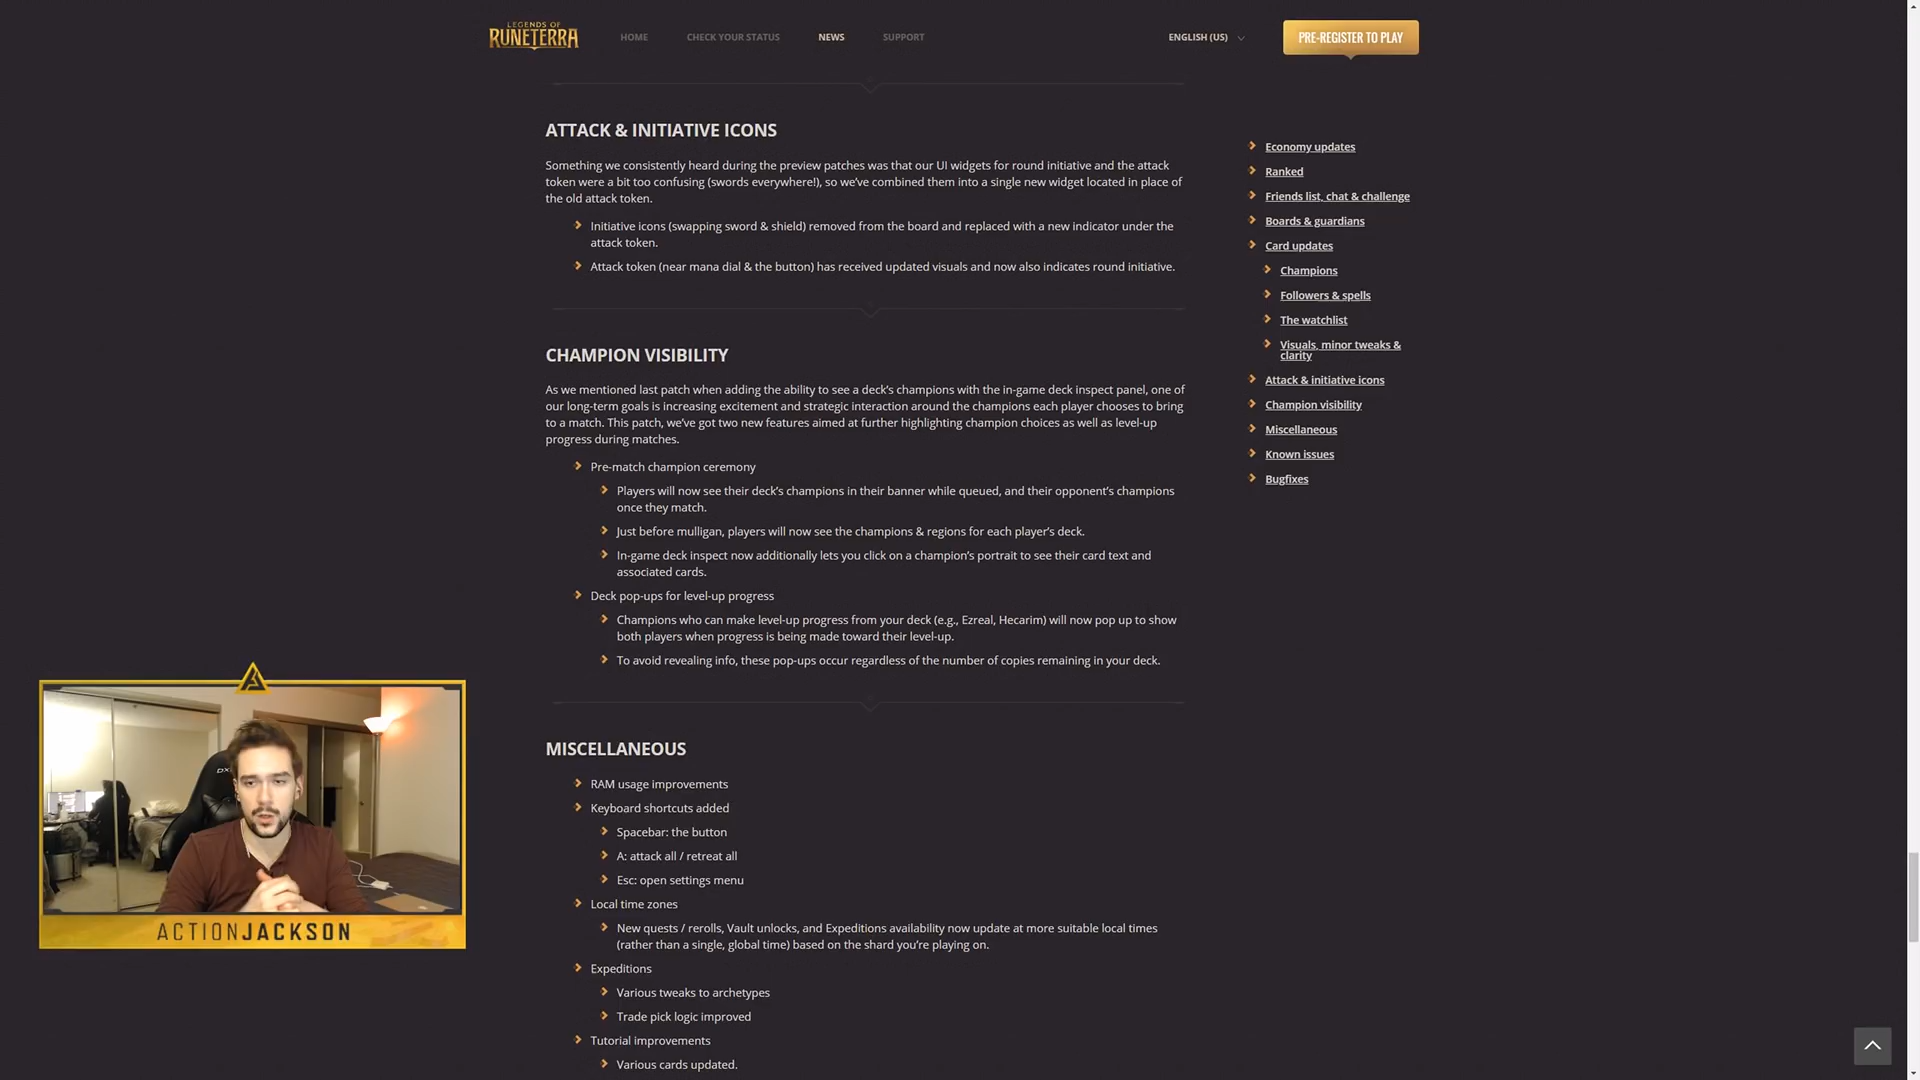 LEGENDS OF
RUNETERRA
HOME
CHECK YOUR STATUS
NEWS
SUPPORT
ENGLISH (US)
PRE-REGISTER TO PLAY
ATTACK & INITIATIVE ICONS
Something we consistently heard during the preview patches was that our UI widgets for round initiative and the attack
token were a bit too confusing (swords everywhere!), so we've combined them into a single new widget located in place of
the old attack token.
Initiative icons (swapping sword & shield) removed from the board and replaced with a new indicator under the
attack token.
Attack token (near mana dial & the button) has received updated visuals and now also indicates round initiative.
CHAMPION VISIBILITY
As we mentioned last patch when adding the ability to see a deck's champions with the in-game deck inspect panel, one of
our long-term goals is increasing excitement and strategic interaction around the champions each player chooses to bring
to a match. This patch, we've got two new features aimed at further highlighting champion choices as well as level-up
progress during matches.
Pre-match champion ceremony
Players will now see their deck's champions in their banner while queued, and their opponent's champions
once they match.
Just before mulligan, players will now see the champions & regions for each player's deck.
In-game deck inspect now additionally lets you click on a champion's portrait to see their card text and
associated cards.
Deck pop-ups for level-up progress
Champions who can make level-up progress from your deck (e.g., Ezreal, Hecarim) will now pop up to show
both players when progress is being made toward their level-up.
To avoid revealing info, these pop-ups occur regardless of the number of copies remaining in your deck.
MISCELLANEOUS
RAM usage improvements
Keyboard shortcuts added
Spacebar: the button
A: attack all / retreat all
Esc: open settings menu
Local time zones
New quests / rerolls, Vault unlocks, and Expeditions availability now update at more suitable local times
(rather than a single, global time) based on the shard you're playing on.
Expeditions
Various tweaks to archetypes
Trade pick logic improved
Tutorial improvements
Various cards updated.
Economy updates
Ranked
Friends list, chat & challenge
Boards & guardians
Card updates
Champions
Followers & spells
The watchlist
Visuals, minor tweaks &
clarity
Attack & initiative icons
Champion visibility
Miscellaneous
Known issues
Bugfixes
ACTIONJACKSON